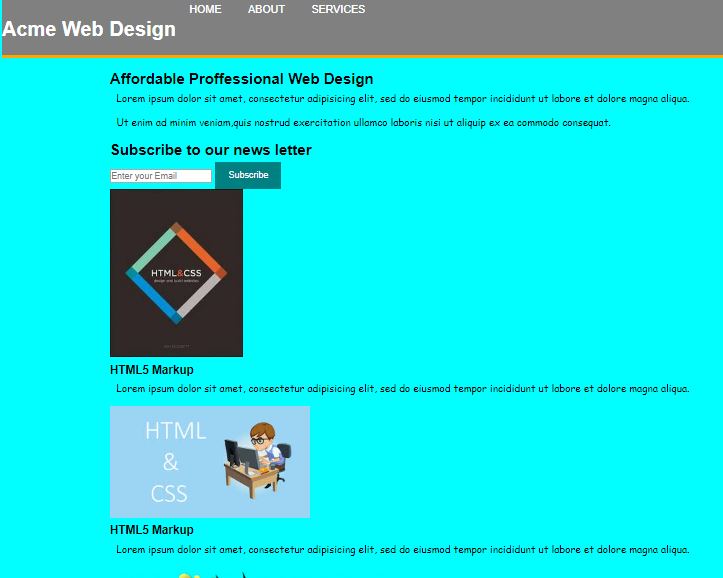 HOME ABOUT SERVICES
Acme Web Design
Affordable Proffessional Web Design
Lorem ipsum dolor sit amet, consectetur adipisicing elit, sed do eiusmod tempor incididunt ut labore et dolore magna aliqua.
Ut enim ad minim veniam,quis nostrud exercitation ullamco laboris nisi ut aliquip ex ea commodo consequat.
Subscribe to our news letter
Enter your Email Subscribe
HTML&CSS
design and build websites
HTML5 Markup
Lorem ipsum dolor sit amet, consectetur adipisicing elit, sed do eiusmod tempor incididunt ut labore et dolore magna aliqua.
HTML
&
CSS
HTML5 Markup
Lorem ipsum dolor sit amet, consectetur adipisicing elit, sed do eiusmod tempor incididunt ut labore et dolore magna aliqua.